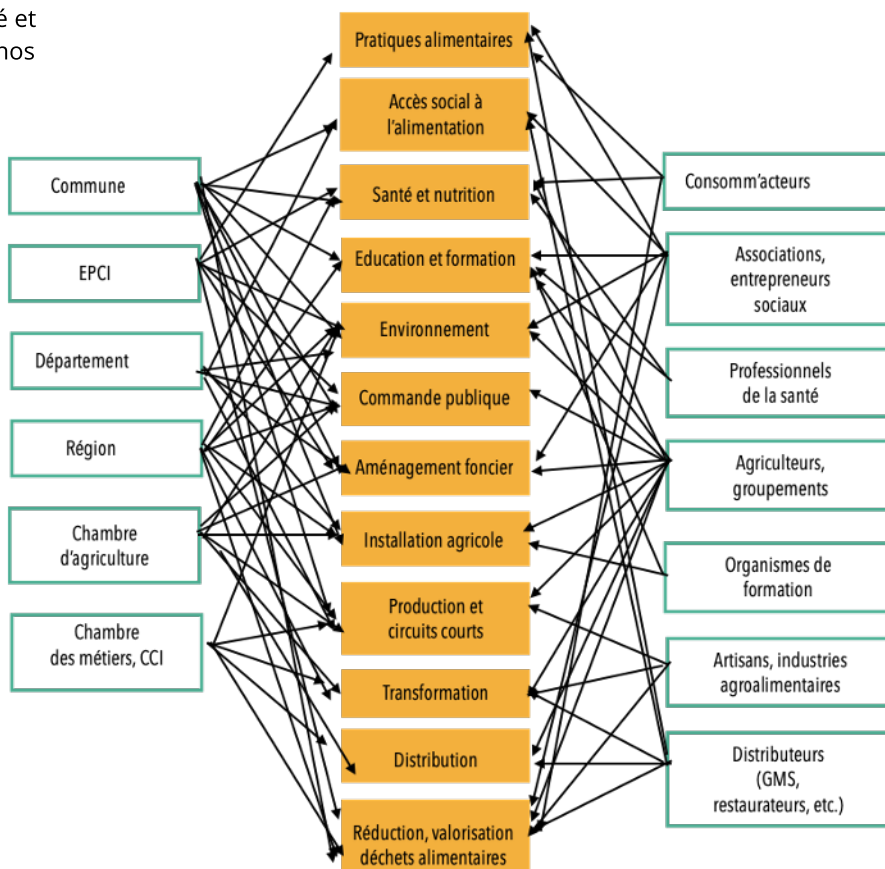 é et
nos
Commune
EPCI
Département
Région
Chambre
d'agriculture
Chambre
des métiers, CCI
Pratiques alimentaires
Accès social à
l'alimentation
Santé et nutrition
Education et formation
Environnement
Commande publique
Aménagement foncier
Installation agricole
Production et
circuits courts
Transformation
Distribution
Réduction, valorisation
déchets alimentaires
Consomm'acteurs
Associations,
entrepreneurs
sociaux
Professionnels
de la santé
Agriculteurs,
groupements
Organismes de
formation
Artisans, industries
agroalimentaires
Distributeurs
(GMS,
restaurateurs, etc.)